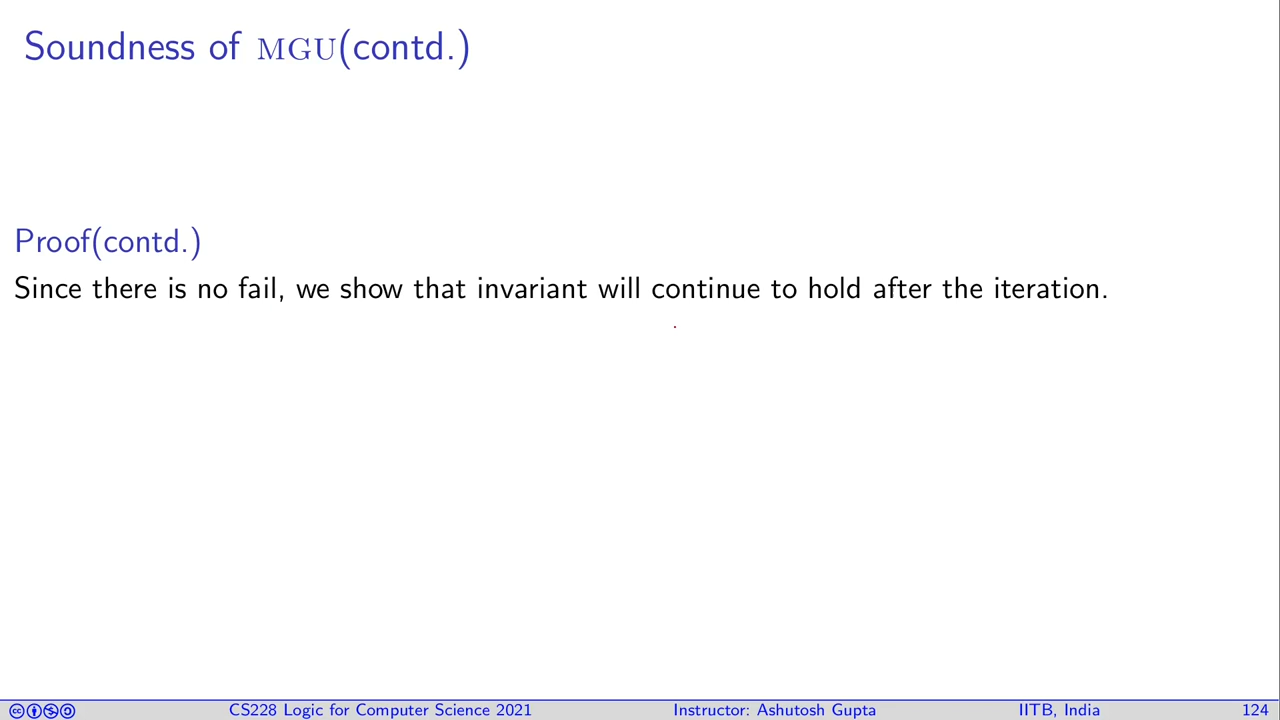 Soundness of MGU(contd.)
Proof(contd.)
Since there is no fail, we show that invariant will continue to hold after the iteration.
CS228 Logic for Computer Science 2021 Instructor: Ashutosh Gupta IITB, India 124